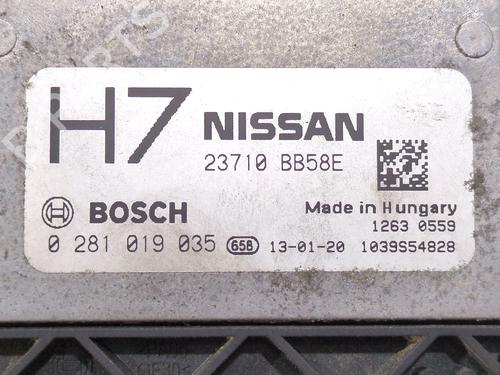 H7 NISSAN
23710 BB58E
BOSCH
Made in Hungary
1263 0559
0 281 019 035 65B 13-01-20 1039S54828